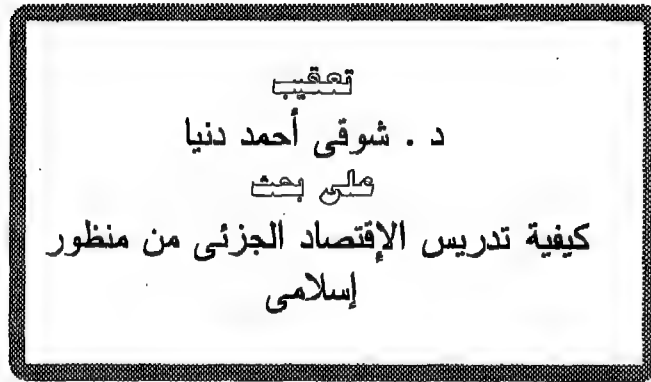 تعقيب
د . شوقى أحمد دنيا
على بحث
كيفية تدريس الإقتصاد الجزئى من منظور
إسلامى